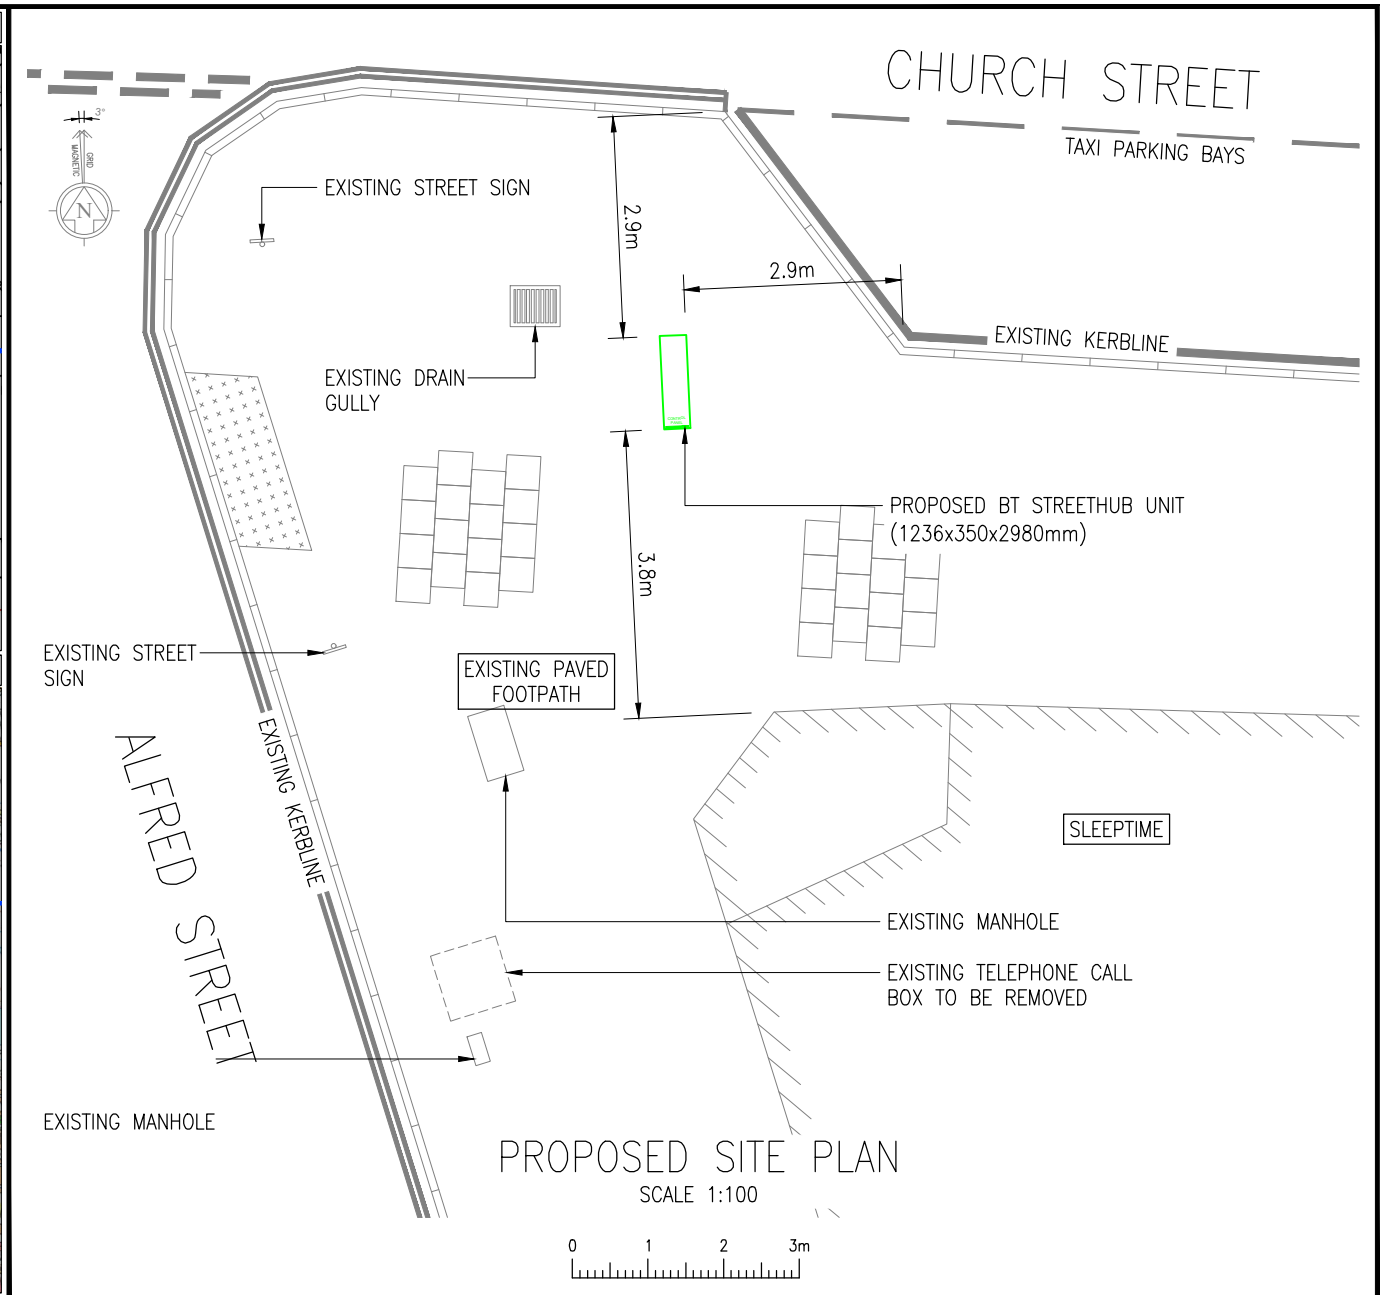 CHURCH STREET
TAXI PARKING BAYS
3°
GRID
MAGNETIC
N
EXISTING STREET SIGN
2.9m
2.9m
EXISTING KERBLINE
EXISTING DRAIN
GULLY
PROPOSED BT STREETHUB UNIT
(1236x350x2980mm)
3.8m
EXISTING STREET
SIGN
EXISTING PAVED
FOOTPATH
EXISTING KERBLINE
ALFRED STREET
SLEEPTIME
EXISTING MANHOLE
EXISTING TELEPHONE CALL
BOX TO BE REMOVED
EXISTING MANHOLE
PROPOSED SITE PLAN
SCALE 1:100
0 1 2 3m